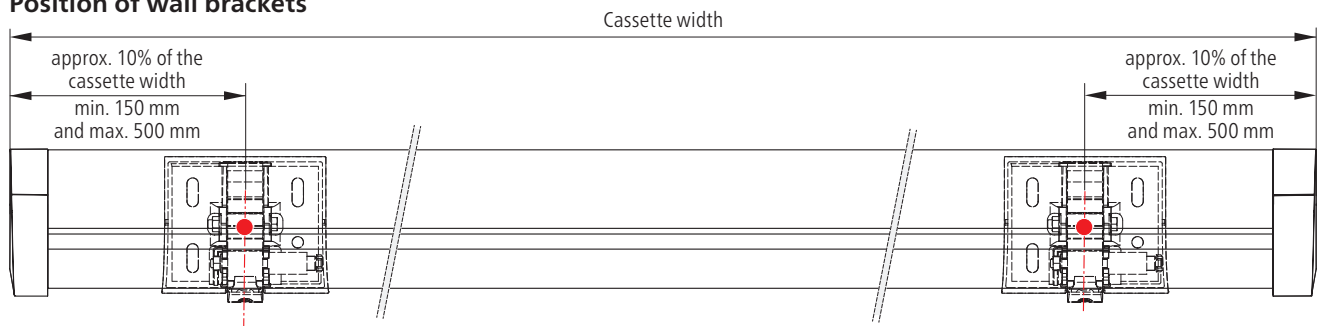 Position of wall brackets
Cassette width
approx. 10% of the
cassette width
min. 150 mm
and max. 500 mm
approx. 10% of the
cassette width
min. 150 mm
and max. 500 mm